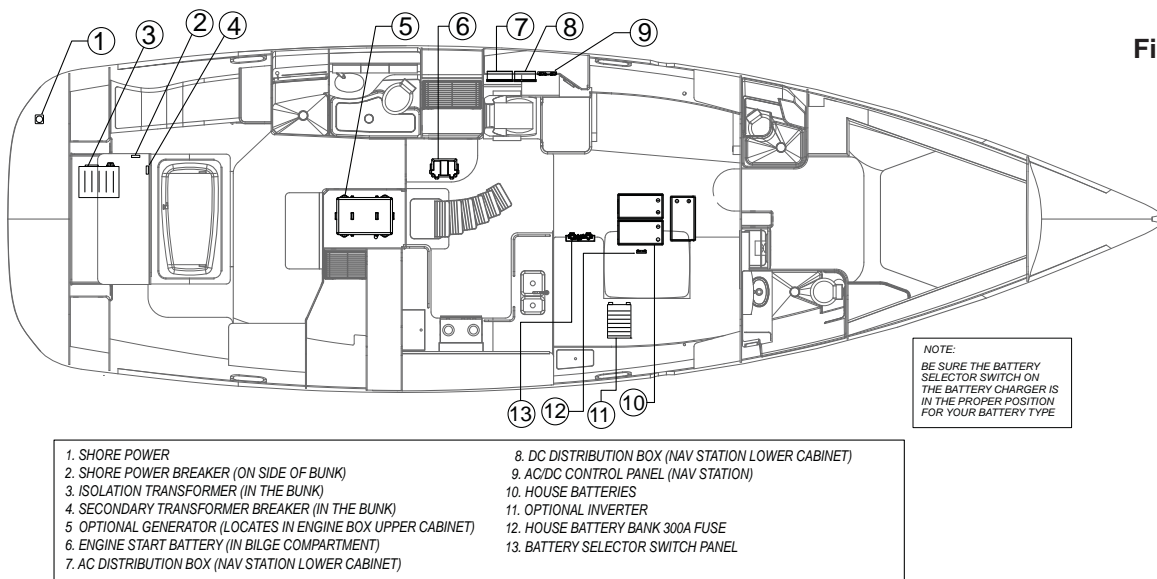 1
3
2
4
5
6
7
8
9
Fi
13
12
11
10
NOTE:
BE SURE THE BATTERY
SELECTOR SWITCH ON
THE BATTERY CHARGER IS
IN THE PROPER POSITION
FOR YOUR BATTERY TYPE
1. SHORE POWER
2. SHORE POWER BREAKER (ON SIDE OF BUNK)
3. ISOLATION TRANSFORMER (IN THE BUNK)
4. SECONDARY TRANSFORMER BREAKER (IN THE BUNK)
5 OPTIONAL GENERATOR (LOCATES IN ENGINE BOX UPPER CABINET)
6. ENGINE START BATTERY (IN BILGE COMPARTMENT)
7. AC DISTRIBUTION BOX (NAV STATION LOWER CABINET)
8. DC DISTRIBUTION BOX (NAV STATION LOWER CABINET)
9. AC/DC CONTROL PANEL (NAV STATION)
10. HOUSE BATTERIES
11. OPTIONAL INVERTER
12. HOUSE BATTERY BANK 300A FUSE
13. BATTERY SELECTOR SWITCH PANEL